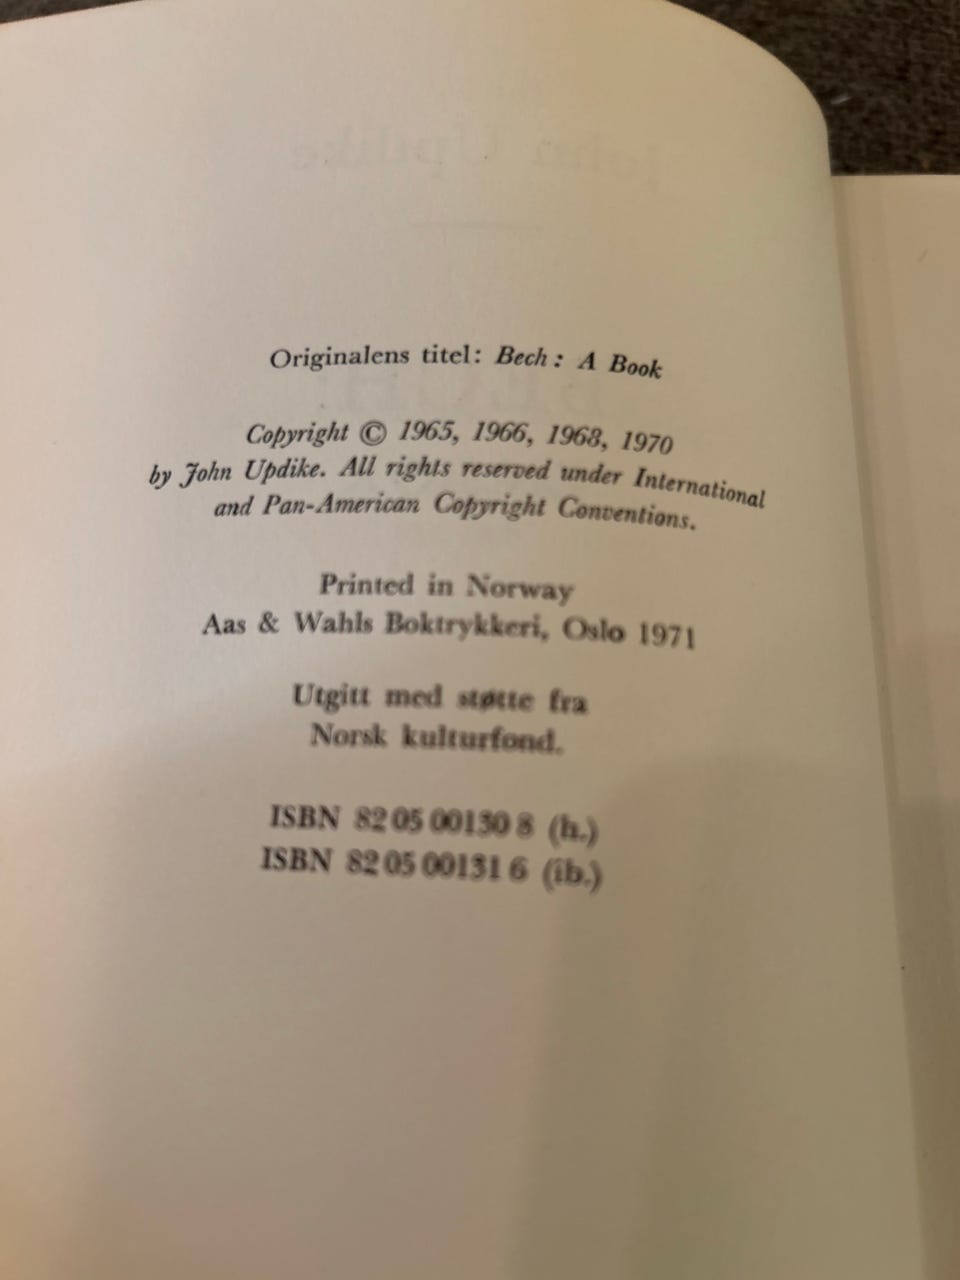 Originalens titel: Bech: A Book
Copyright © 1965, 1966, 1968, 1970
by John Updike. All rights reserved under International
and Pan-American Copyright Conventions.
Printed in Norway
Aas & Wahls Boktrykkeri, Oslo 1971
Utgitt med støtte fra
Norsk kulturfond.
ISBN 82 05 00130 8 (h.)
ISBN 82 05 00131 6 (ib.)